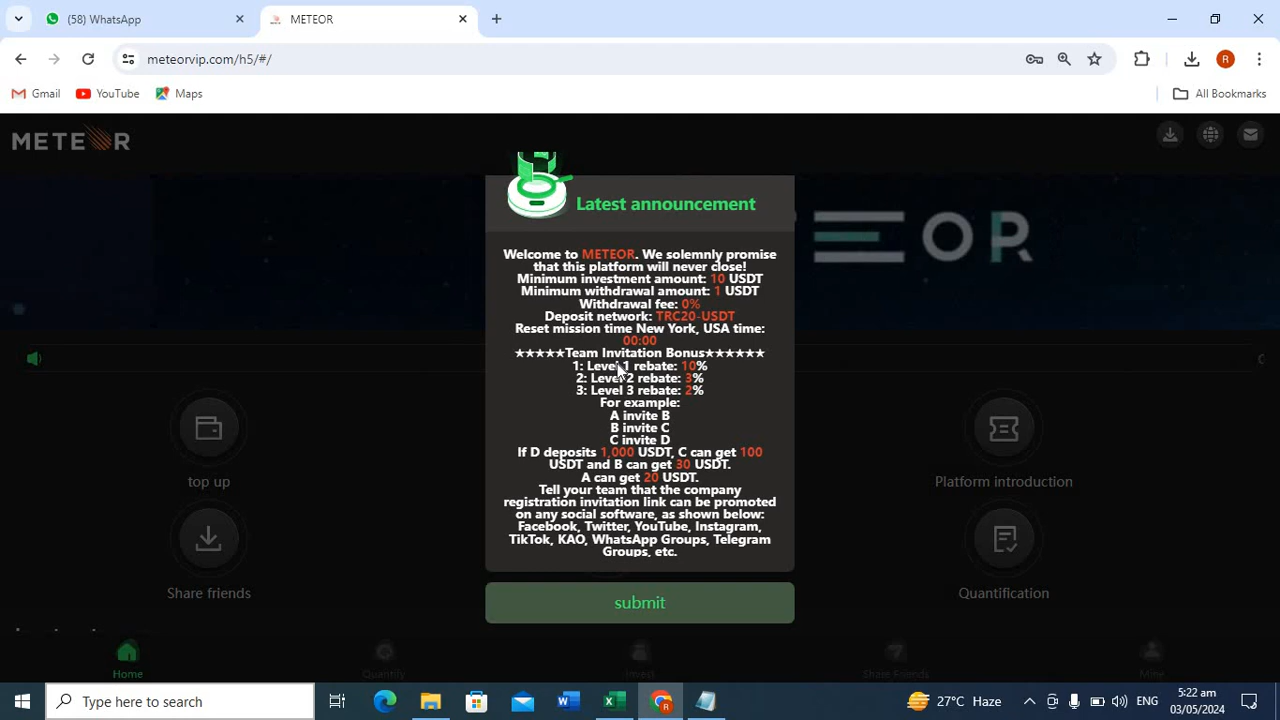 (58) WhatsApp
METEOR
meteorvip.com/h5/#/
R
Gmail
YouTube
Maps
All Bookmarks
METEOR
Latest announcement
Welcome to METEOR. We solemnly promise
that this platform will never close!
Minimum investment amount: 10 USDT
Minimum withdrawal amount: 1 USDT
Withdrawal fee: 0%
Deposit network: TRC20-USDT
Reset mission time New York, USA time:
00:00
★★★★★Team Invitation Bonus★★★★★★
1: Level 1 rebate: 10%
2: Level 2 rebate: 3%
3: Level 3 rebate: 2%
For example:
A invite B
B invite C
C invite D
If D deposits 1,000 USDT, C can get 100
USDT and B can get 30 USDT.
A can get 20 USDT.
Tell your team that the company
registration invitation link can be promoted
on any social software, as shown below:
Facebook, Twitter, YouTube, Instagram,
TikTok, KAO, WhatsApp Groups, Telegram
Groups, etc.
submit
top up
Platform introduction
Share friends
Quantification
Home
Quantify
Invest
Share Friends
Mine
Type here to search
27°C Haze
ENG
5:22 am
03/05/2024